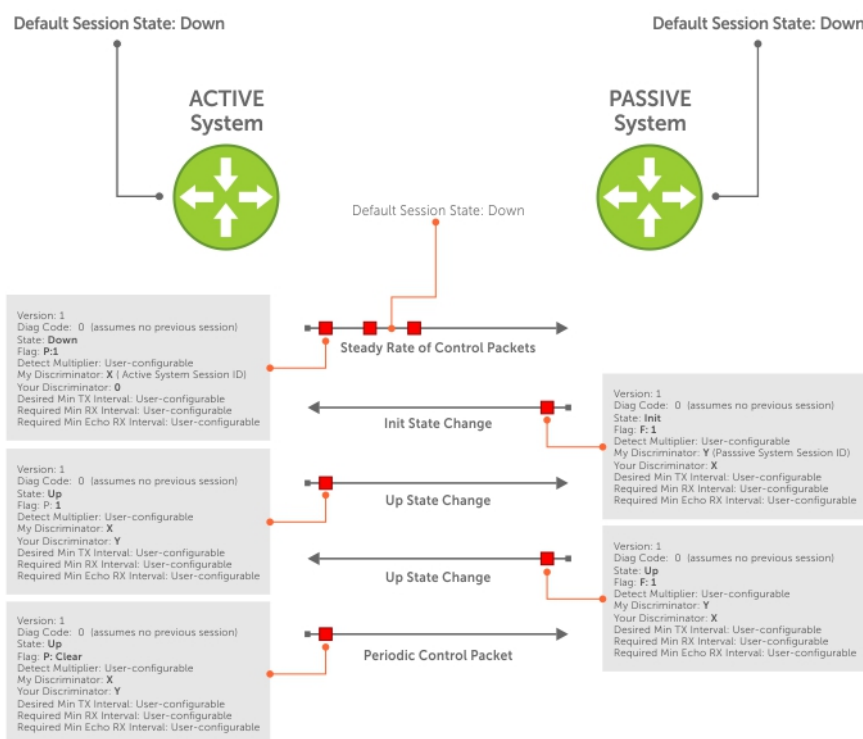 Default Session State: Down
Default Session State: Down
ACTIVE
System
PASSIVE
System
Default Session State: Down
Version: 1
Diag Code:  0  (assumes no previous session)
State: Down
Flag: P:1
Detect Multiplier: User-configurable
My Discriminator: X ( Active System Session ID)
Your Discriminator: 0
Desired Min TX Interval: User-configurable
Required Min RX Interval: User-configurable
Required Min Echo RX Interval: User-configurable
Steady Rate of Control Packets
Init State Change
Version: 1
Diag Code:  0  (assumes no previous session)
State: Init
Flag: F: 1
Detect Multiplier: User-configurable
My Discriminator: Y (Passsive System Session ID)
Your Discriminator: X
Desired Min TX Interval: User-configurable
Required Min RX Interval: User-configurable
Required Min Echo RX Interval: User-configurable
Version: 1
Diag Code:  0  (assumes no previous session)
State: Up
Flag: P: 1
Detect Multiplier: User-configurable
My Discriminator: X
Your Discriminator: Y
Desired Min TX Interval: User-configurable
Required Min RX Interval: User-configurable
Required Min Echo RX Interval: User-configurable
Up State Change
Up State Change
Version: 1
Diag Code:  0  (assumes no previous session)
State: Up
Flag: F: 1
Detect Multiplier: User-configurable
My Discriminator: Y
Your Discriminator: X
Desired Min TX Interval: User-configurable
Required Min RX Interval: User-configurable
Required Min Echo RX Interval: User-configurable
Version: 1
Diag Code:  0  (assumes no previous session)
State: Up
Flag: P: Clear
Detect Multiplier: User-configurable
My Discriminator: X
Your Discriminator: Y
Desired Min TX Interval: User-configurable
Required Min RX Interval: User-configurable
Required Min Echo RX Interval: User-configurable
Periodic Control Packet